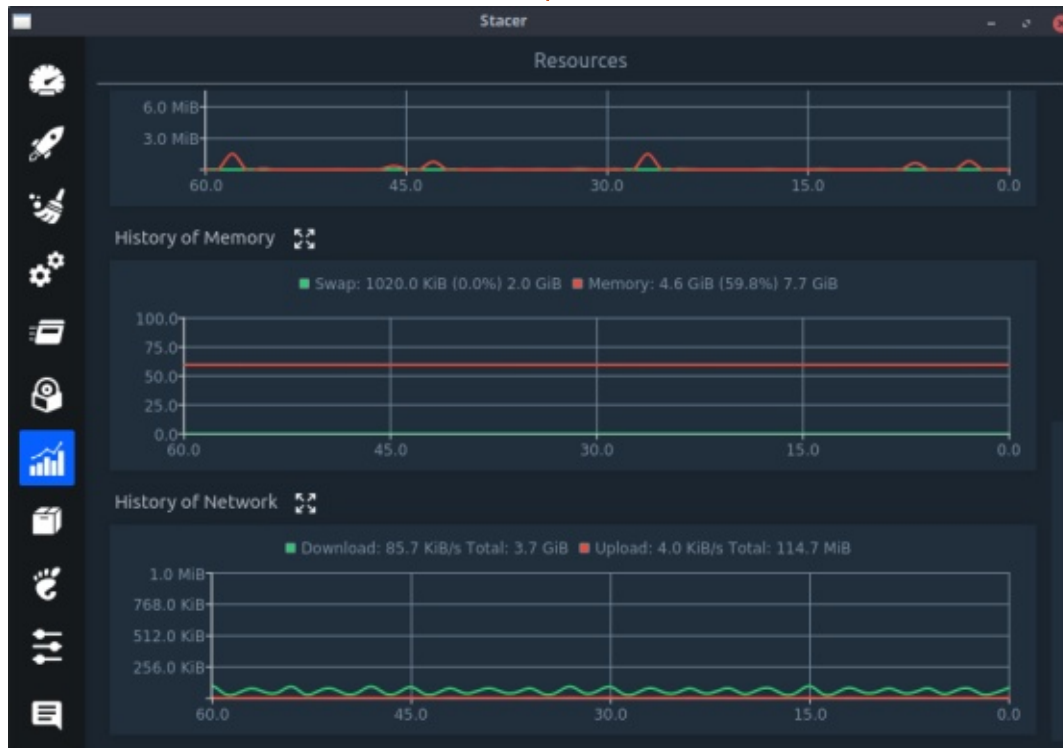 Stacer
Resources
6.0 MiB
3.0 MiB
60.0 45.0 30.0 15.0 0.0
History of Memory
Swap: 1020.0 KiB (0.0%) 2.0 GiB Memory: 4.6 GiB (59.8%) 7.7 GiB
100.0
75.0
50.0
25.0
0.0
60.0 45.0 30.0 15.0 0.0
History of Network
Download: 85.7 KiB/s Total: 3.7 GiB Upload: 4.0 KiB/s Total: 114.7 MiB
1.0 MiB
768.0 KiB
512.0 KiB
256.0 KiB
60.0 45.0 30.0 15.0 0.0